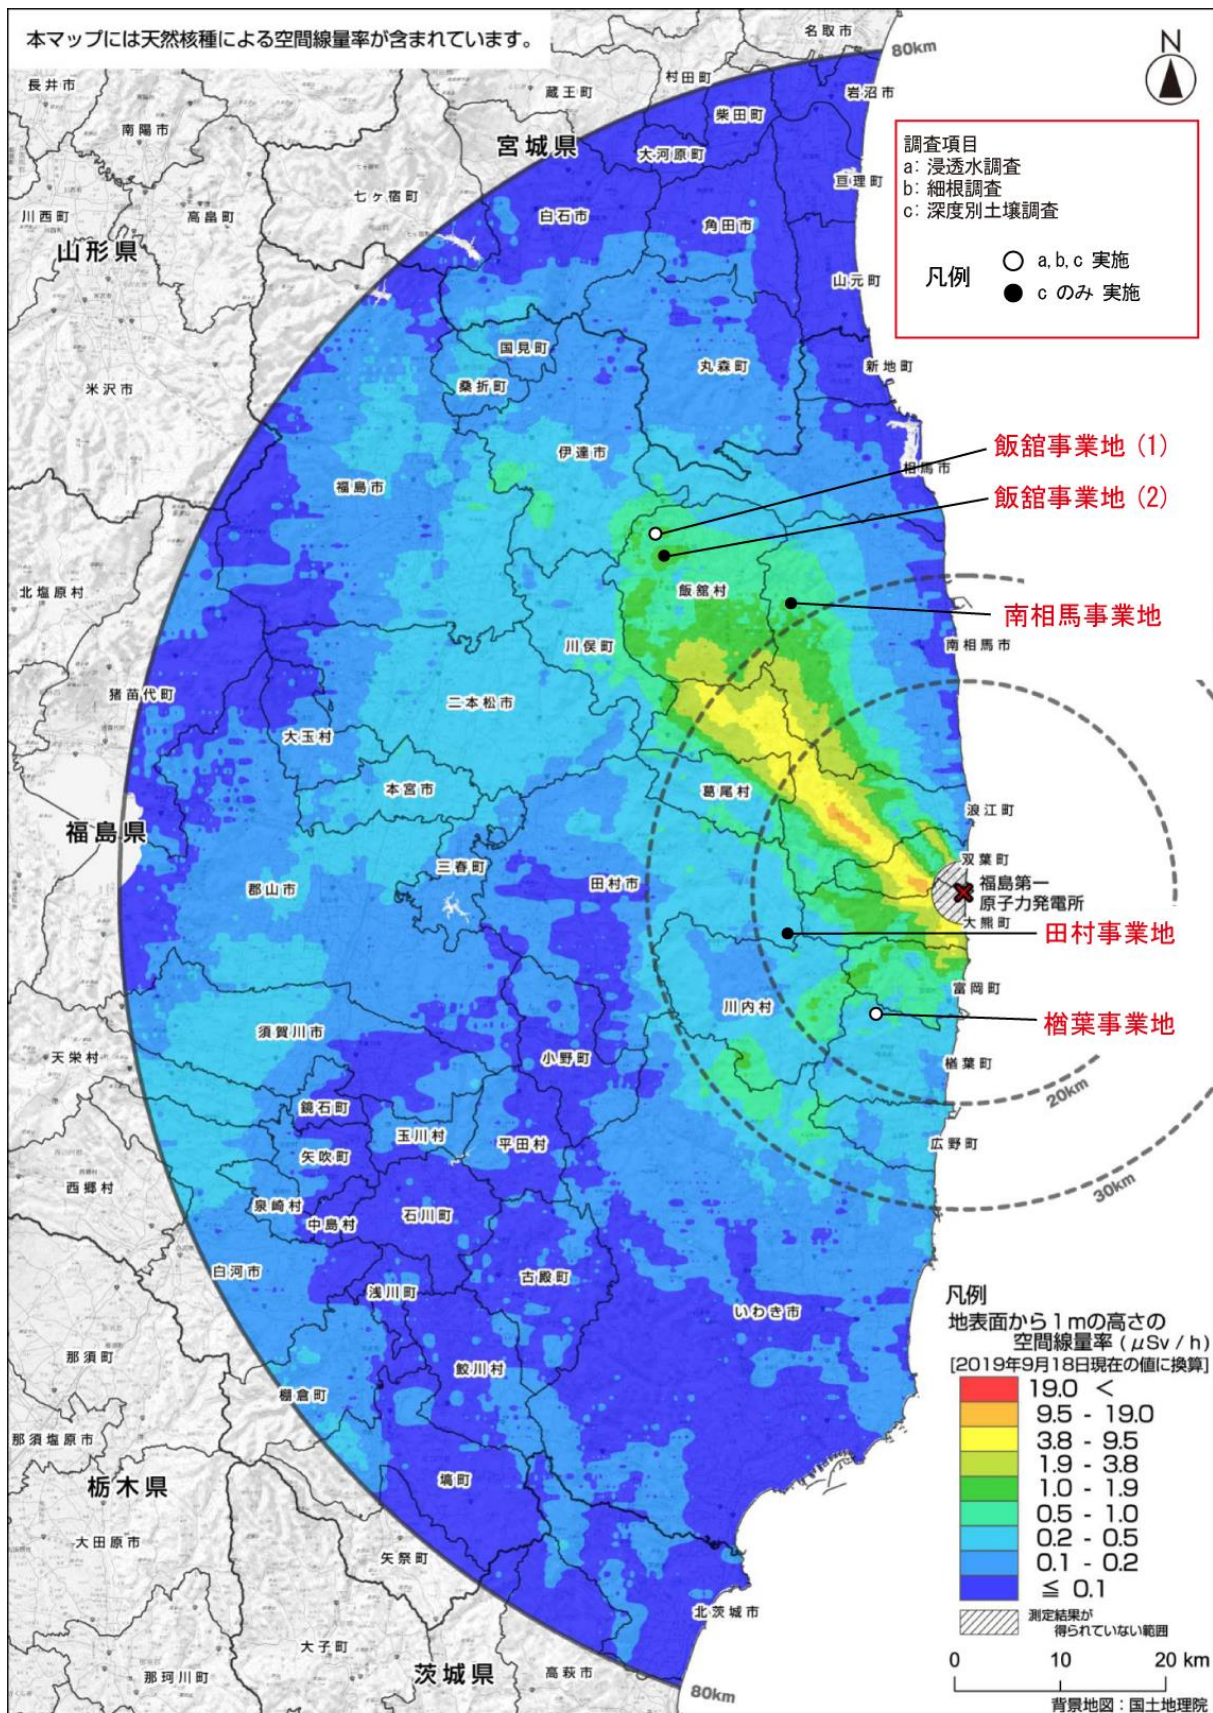 本マップには天然核種による空間線量率が含まれています。
名取市
80km
N
長井市
村田町
蔵王町
岩沼市
南陽市
柴田町
宮城県
大河原町
調査項目
a: 浸透水調査
b: 細根調査
c: 深度別土壌調査
凡例
a, b, c 実施
c のみ 実施
亘理町
七ヶ宿町
川西町
高畠町
白石市
角田市
山形県
山元町
国見町
丸森町
新地町
米沢市
桑折町
飯舘事業地 (1)
伊達市
相馬市
福島市
飯舘事業地 (2)
北塩原村
飯舘村
南相馬事業地
川俣町
南相馬市
猪苗代町
二本松市
大玉村
本宮市
葛尾村
浪江町
福島県
三春町
双葉町
郡山市
田村市
福島第一
原子力発電所
大熊町
田村事業地
富岡町
川内村
須賀川市
楢葉事業地
天栄村
小野町
楢葉町
20km
鏡石町
玉川村
平田村
広野町
矢吹町
西郷村
30km
泉崎村
中島村
石川町
白河市
古殿町
浅川町
いわき市
那須町
鮫川村
棚倉町
那須塩原市
栃木県
塙町
大田原市
矢祭町
北茨城市
大子町
茨城県
高萩市
那珂川町
80km
凡例
地表面から1mの高さの
空間線量率 (μSv / h)
[2019年9月18日現在の値に換算]
19.0 <
9.5 - 19.0
3.8 - 9.5
1.9 - 3.8
1.0 - 1.9
0.5 - 1.0
0.2 - 0.5
0.1 - 0.2
≦ 0.1
測定結果が
得られていない範囲
0 10 20 km
背景地図：国土地理院